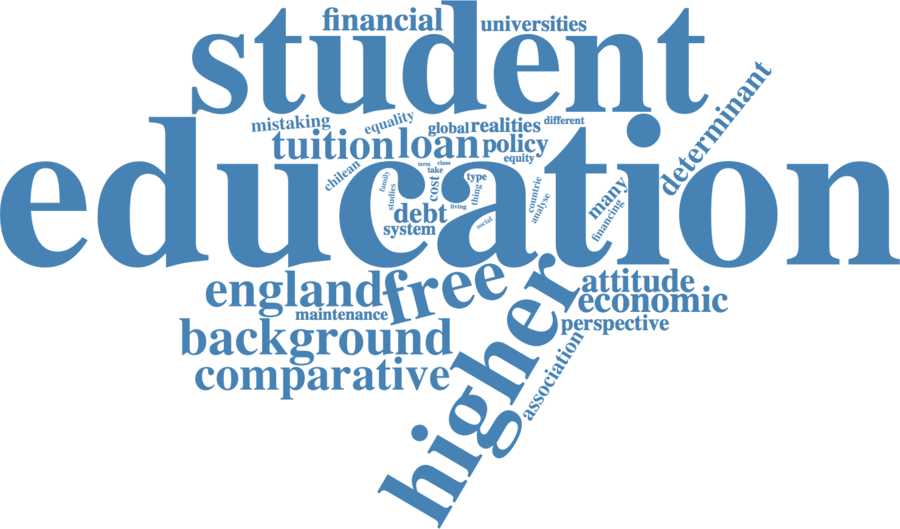 financial
universities
student
mistaking
equality
global
realities
different
determinant
tuition
loan
policy
equity
chilean
family
studies
term
class
take
cost
type
thing
countrie
analyse
many
financing
education
debt
living
social
system
england
free
attitude
economic
maintenance
perspective
background
comparative
association
higher